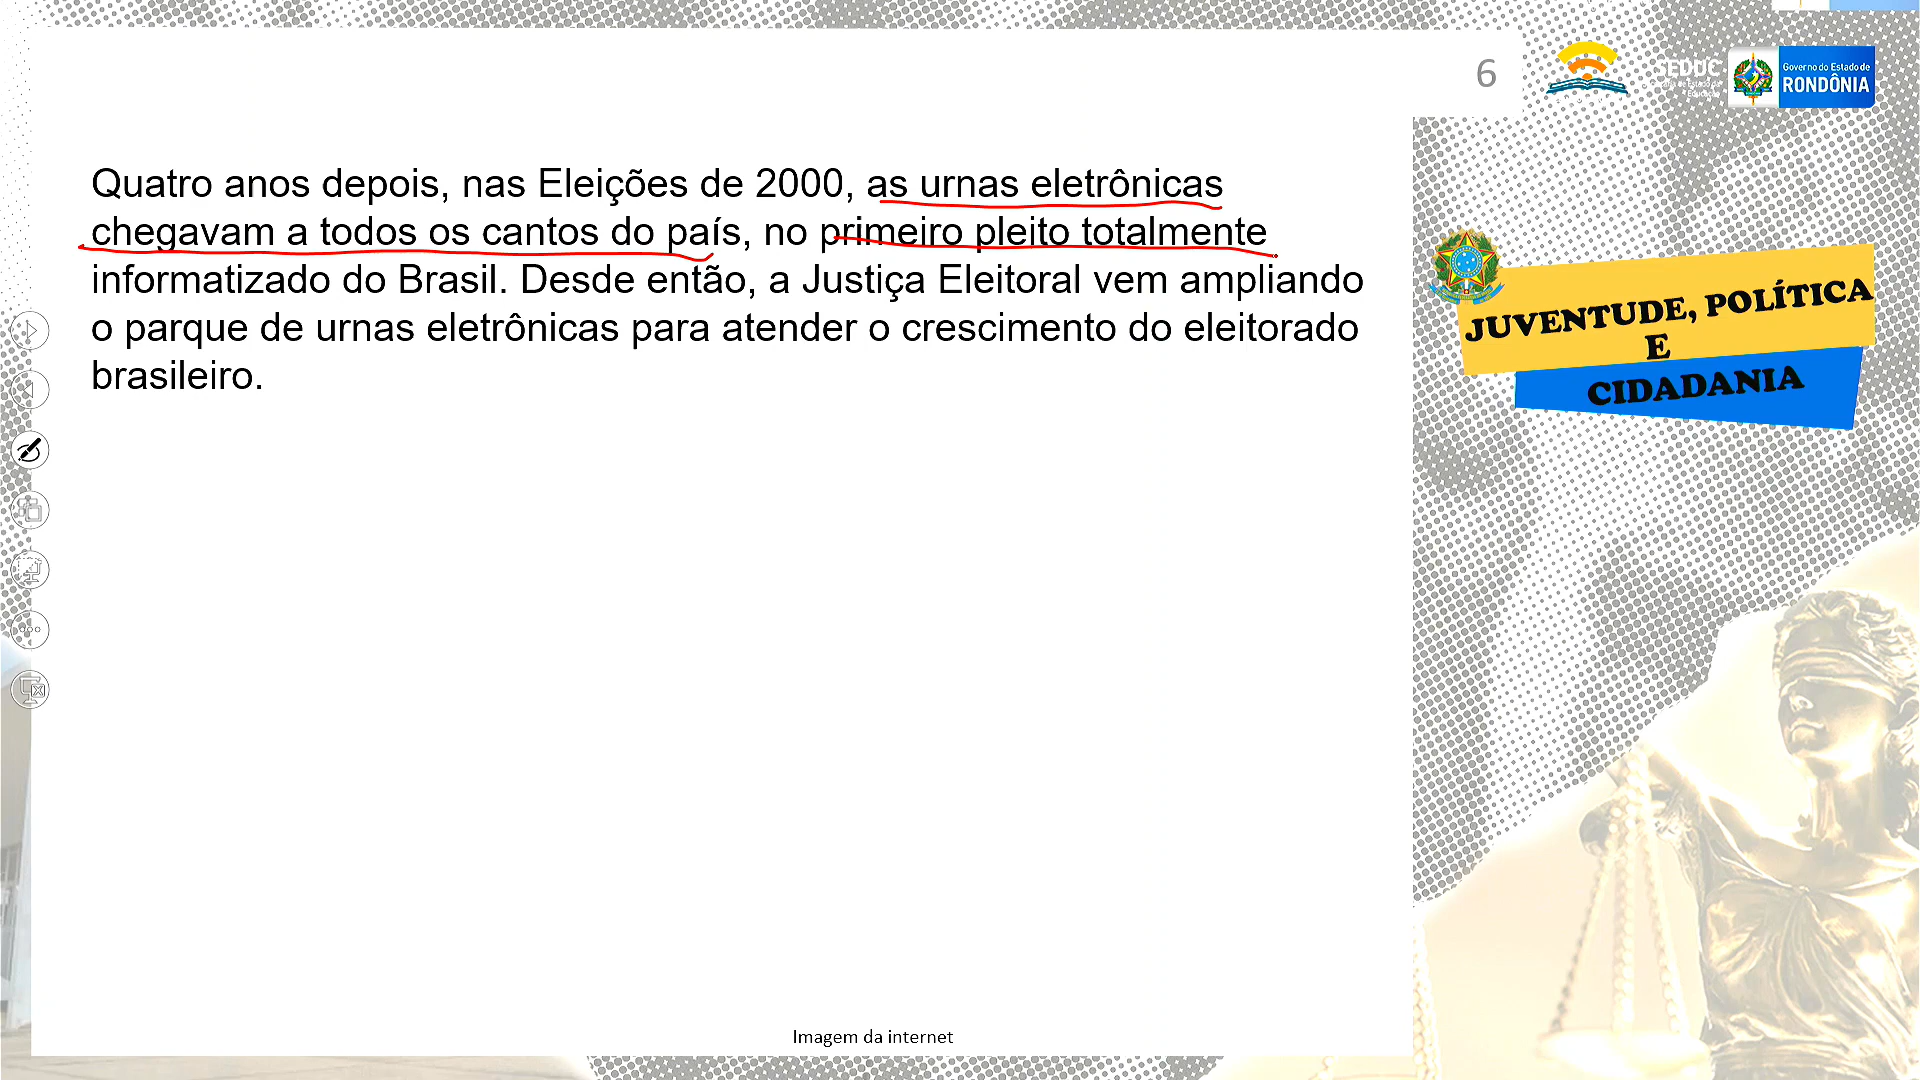 6
SEDUC
Governo do Estado de
RONDÔNIA
Quatro anos depois, nas Eleições de 2000, as urnas eletrônicas
chegavam a todos os cantos do país, no primeiro pleito totalmente
informatizado do Brasil. Desde então, a Justiça Eleitoral vem ampliando
o parque de urnas eletrônicas para atender o crescimento do eleitorado
brasileiro.
JUVENTUDE, POLÍTICA
E
CIDADANIA
Imagem da internet